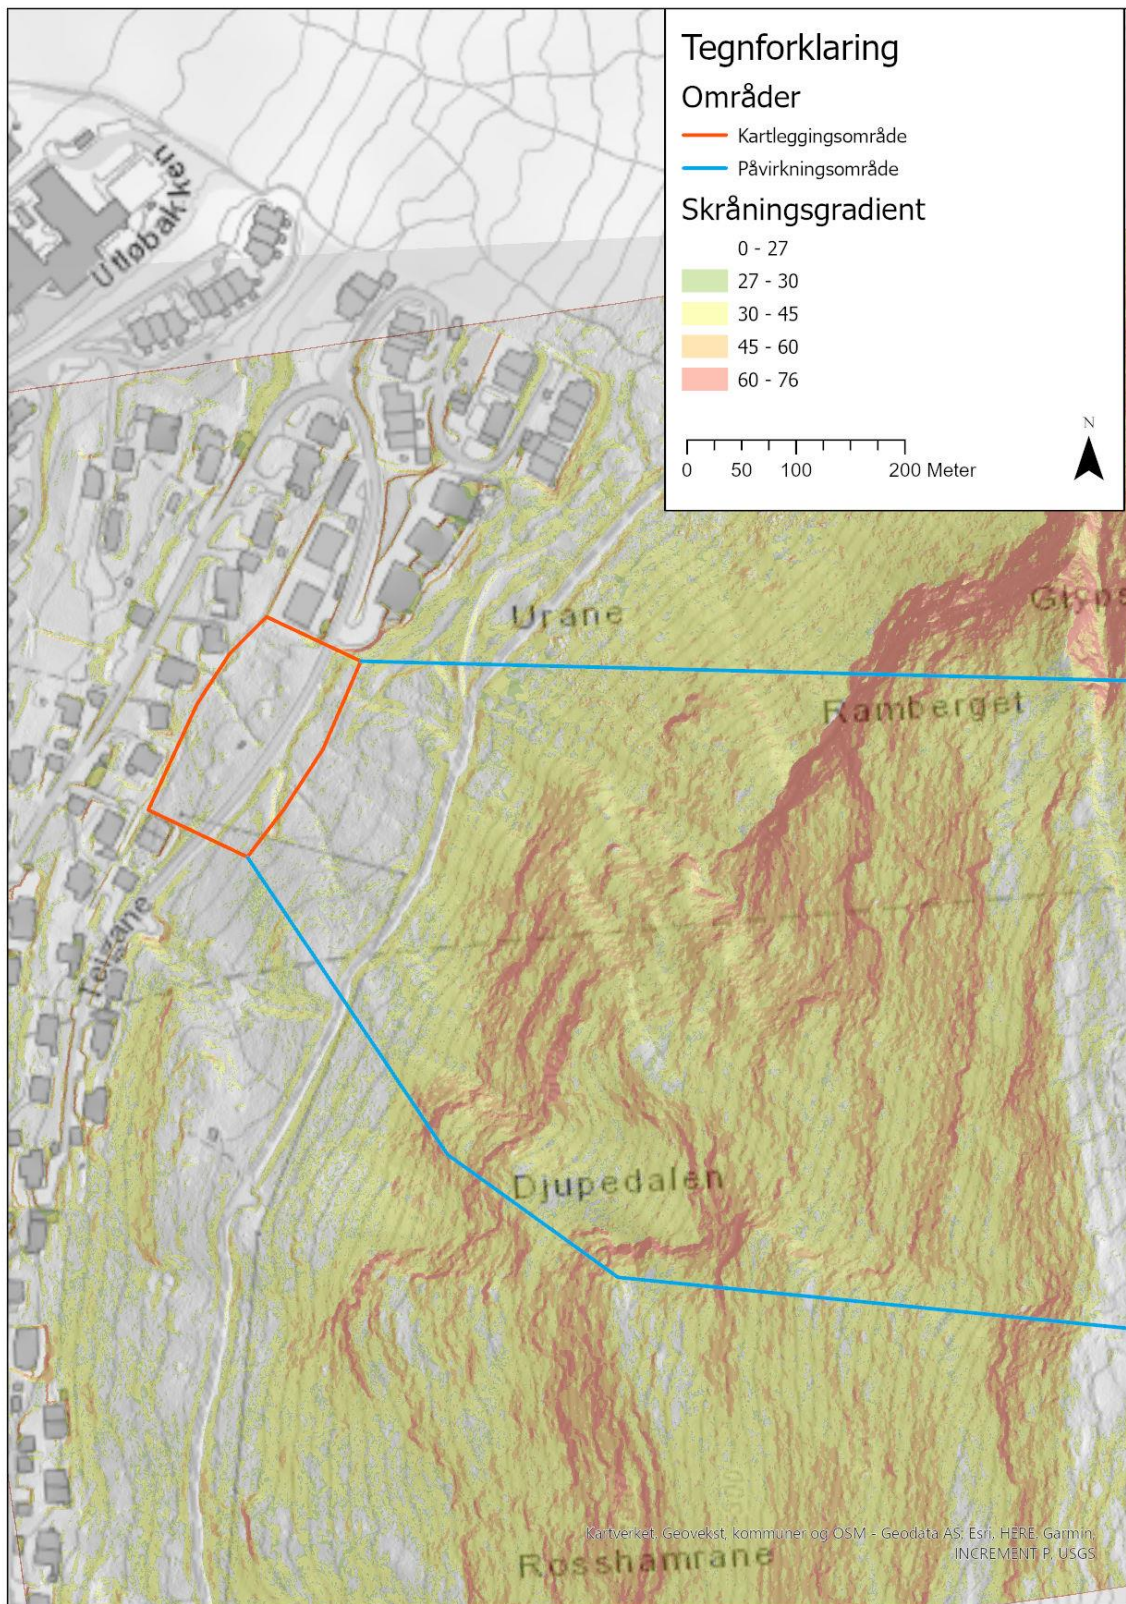 Tegnforklaring
Områder
Kartleggingsområde
Påvirkningsområde
Skråningsgradient
0 - 27
27 - 30
30 - 45
45 - 60
60 - 76
0 50 100 200 Meter
N
Utløbakken
Urane
Ramberget
Teigane
Djupedalen
Rosshamrane
Kartverket, Geovekst, kommuner og OSM - Geodata AS, Esri, HERE, Garmin,
INCREMENT P, USGS